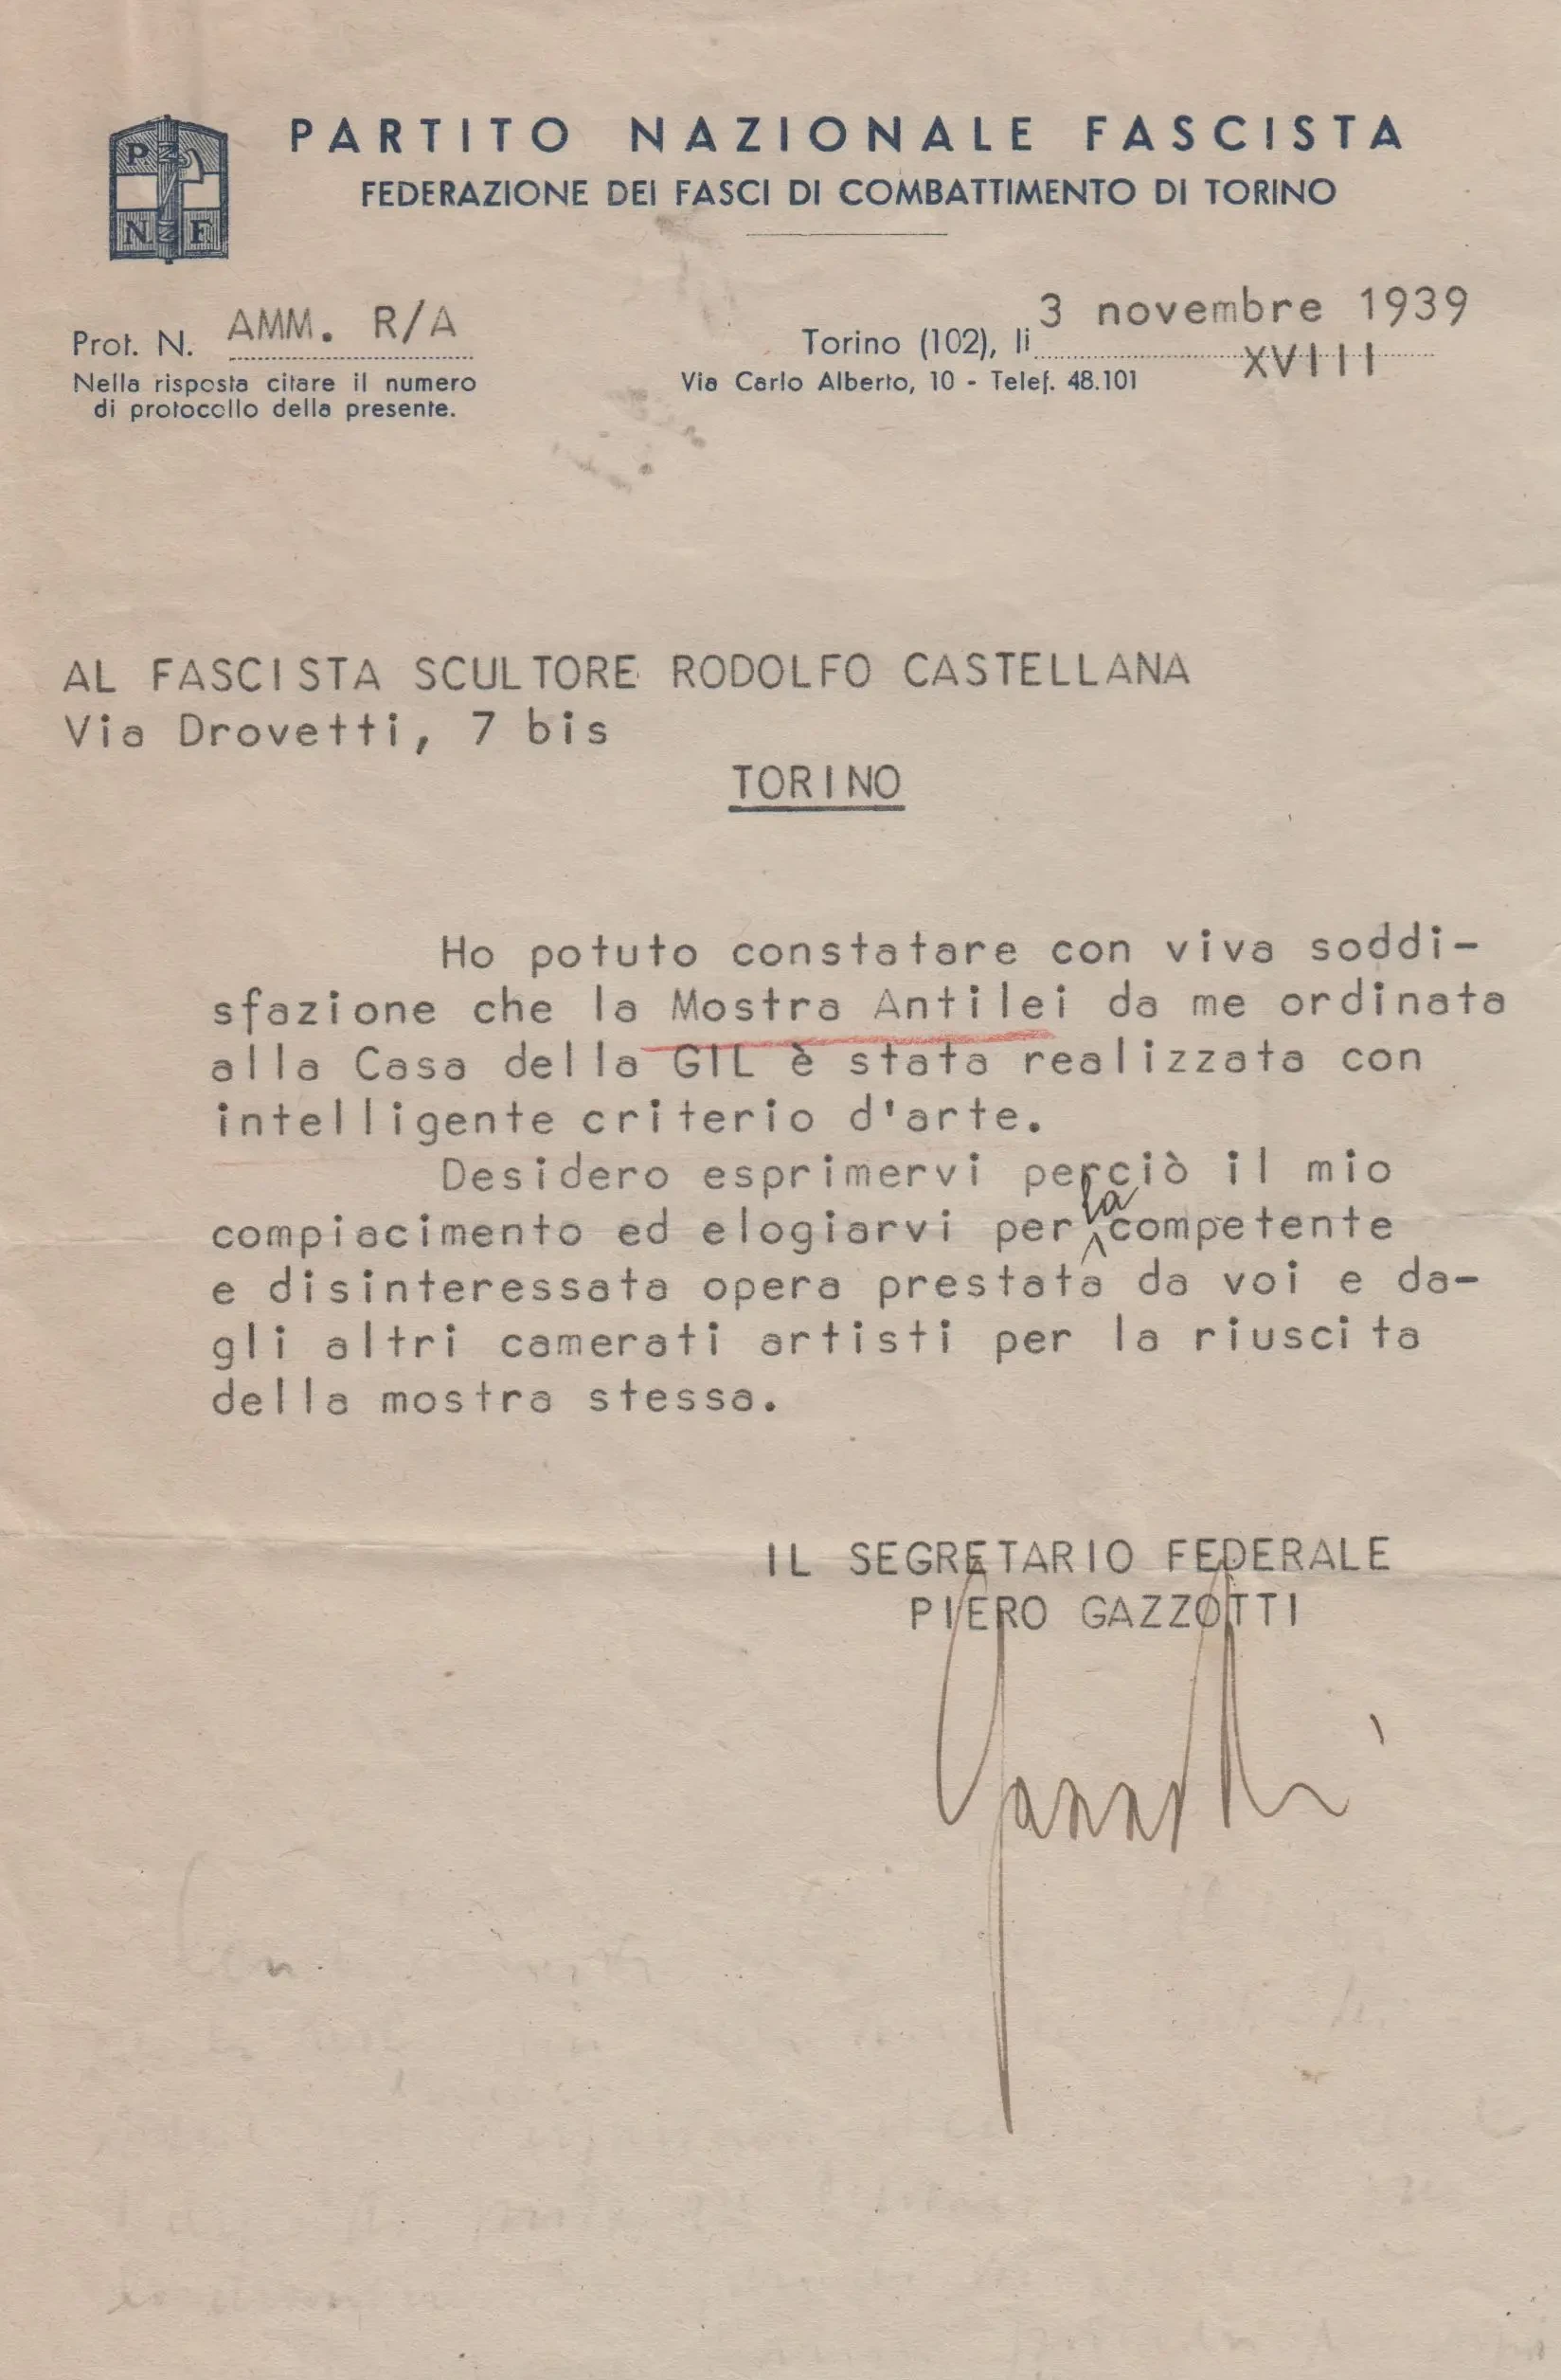 PNF
PARTITO NAZIONALE FASCISTA
FEDERAZIONE DEI FASCI DI COMBATTIMENTO DI TORINO
Prot. N. AMM. R/A
Nella risposta citare il numero
di protocollo della presente.
3 novembre 1939
Torino (102), li XVIII
Via Carlo Alberto, 10 - Telef. 48.101
AL FASCISTA SCULTORE RODOLFO CASTELLANA
Via Drovetti, 7 bis
TORINO
Ho potuto constatare con viva soddi-
sfazione che la Mostra Antilei da me ordinata
alla Casa della GIL è stata realizzata con
intelligente criterio d'arte.
Desidero esprimervi perciò il mio
compiacimento ed elogiarvi per la competente
e disinteressata opera prestata da voi e da-
gli altri camerati artisti per la riuscita
della mostra stessa.
IL SEGRETARIO FEDERALE
PIERO GAZZOTTI
Gazzotti